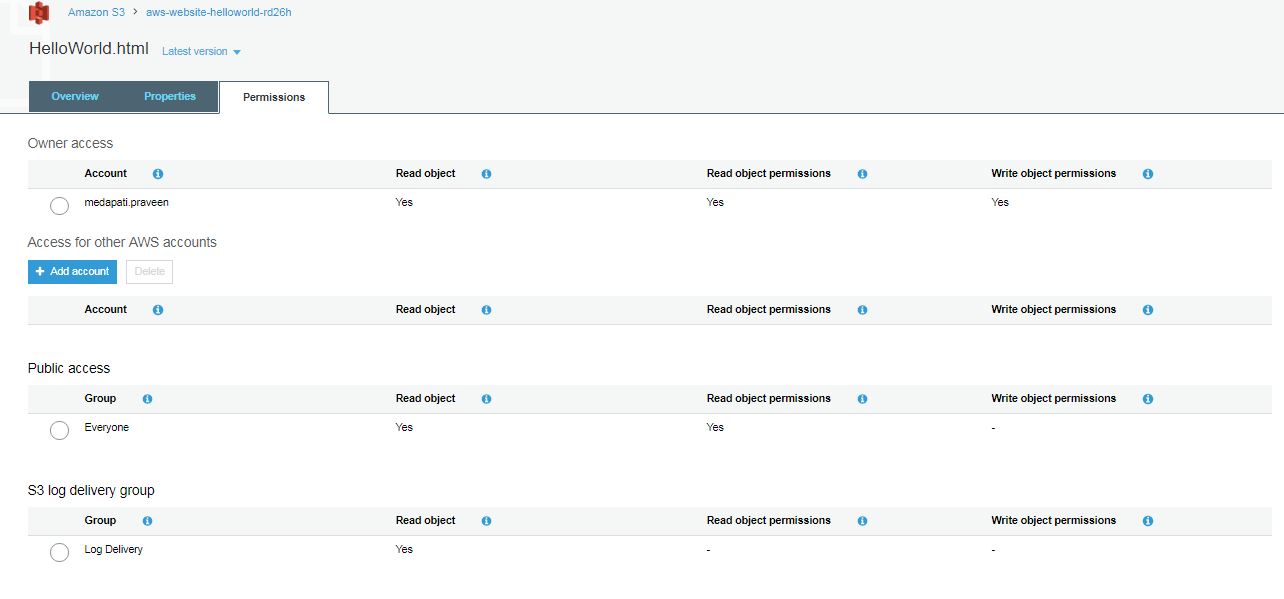 Amazon S3 > aws-website-helloworld-rd26h
HelloWorld.html Latest version
Overview Properties Permissions
Owner access
Account Read object Read object permissions Write object permissions
medapati.praveen Yes Yes Yes
Access for other AWS accounts
+ Add account Delete
Account Read object Read object permissions Write object permissions
Public access
Group Read object Read object permissions Write object permissions
Everyone Yes Yes -
S3 log delivery group
Group Read object Read object permissions Write object permissions
Log Delivery Yes - -